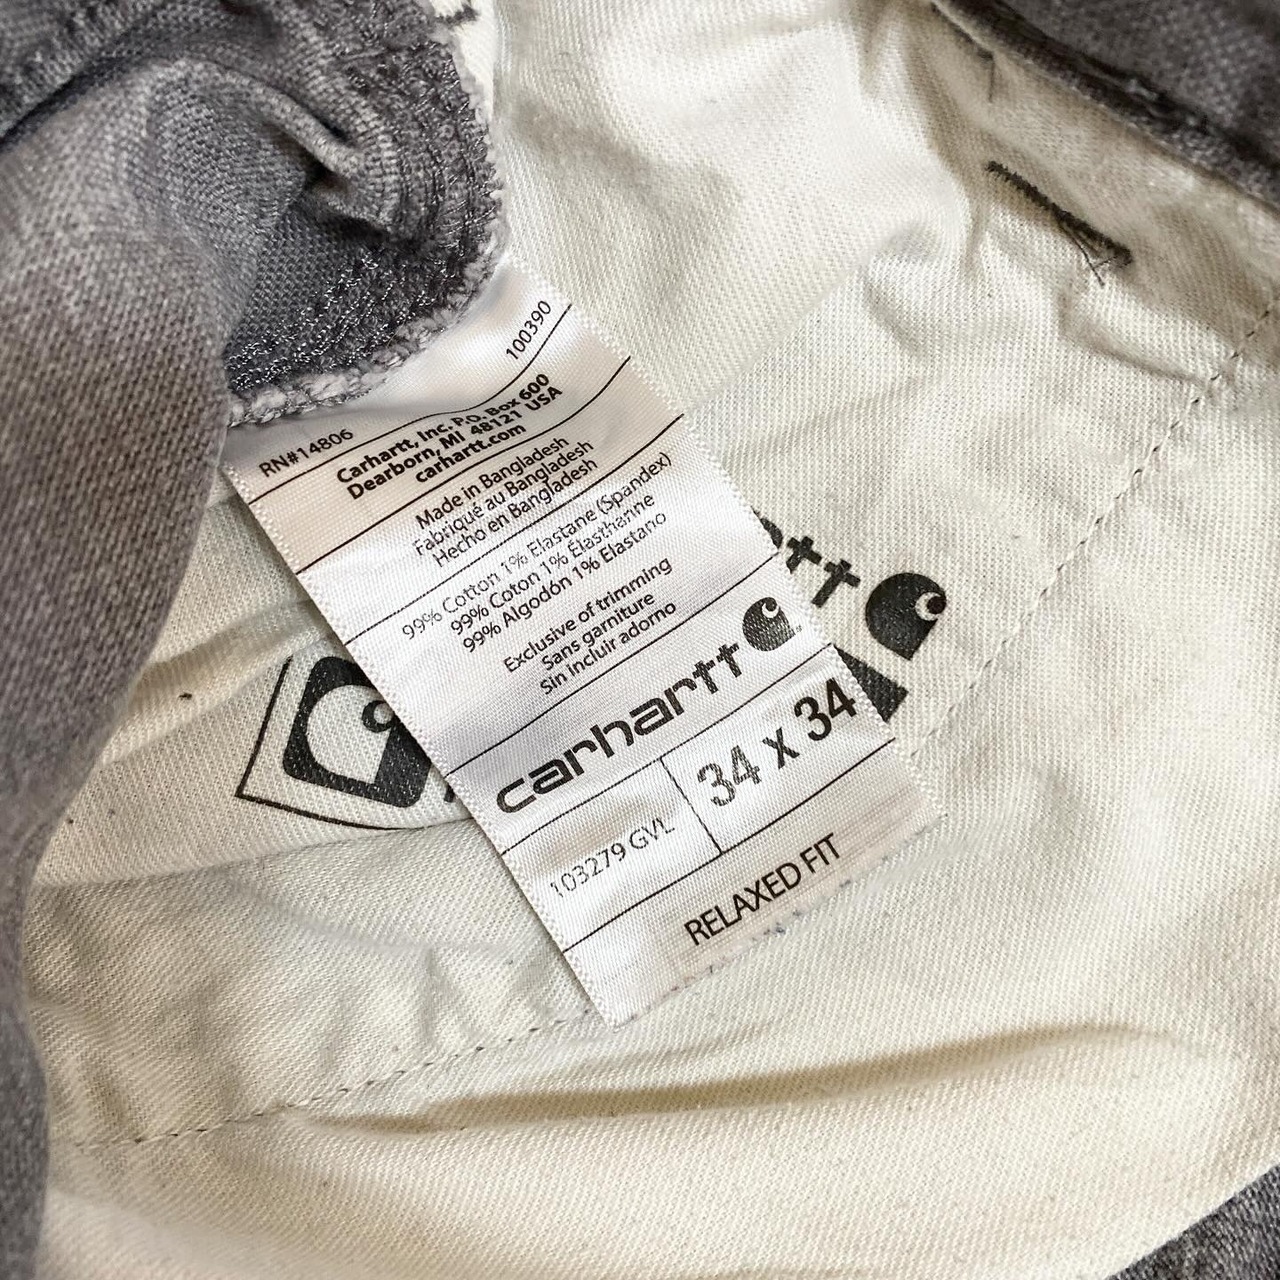 RN#14806 100390
Carhartt, Inc. P.O. Box 600
Dearborn, MI 48121 USA
carhartt.com
Made in Bangladesh
Fabriqué au Bangladesh
Hecho en Bangladesh
99% Cotton 1% Elastane (Spandex)
99% Coton 1% Élasthanne
99% Algodón 1% Elastano
Exclusive of trimming
Sans garniture
Sin incluir adorno
carhartt
103279 GVL 34 x 34
RELAXED FIT